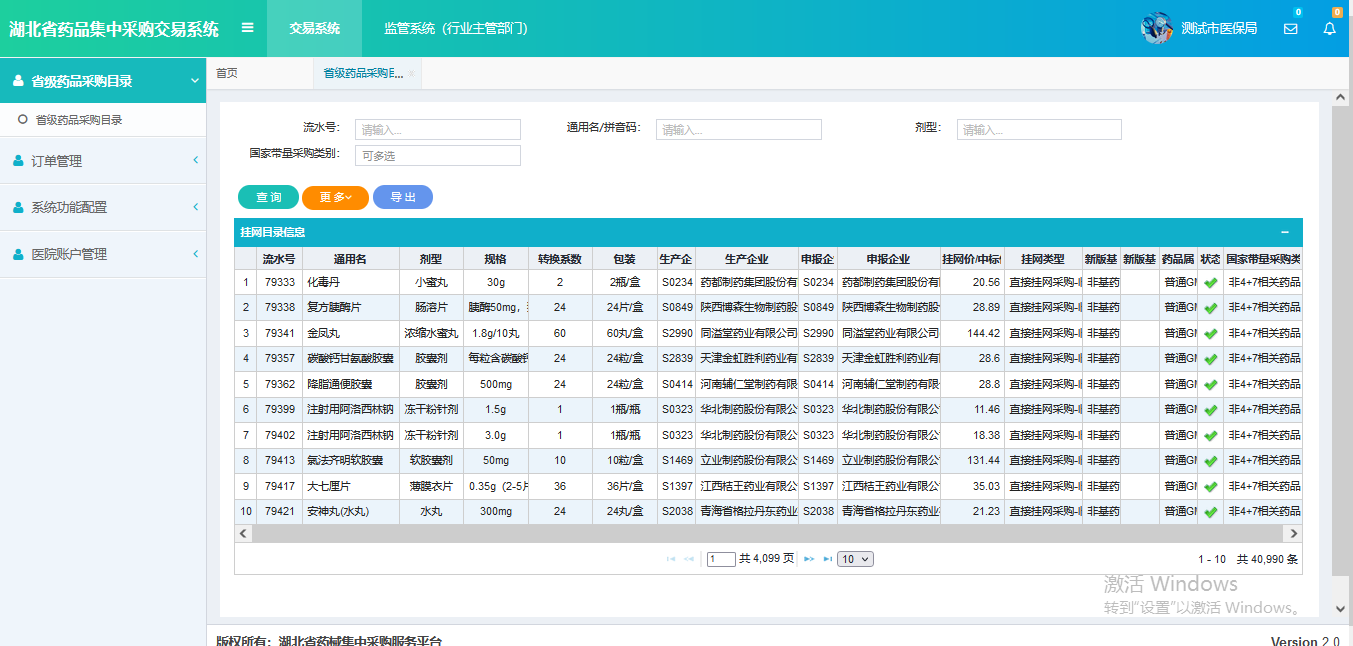 湖北省药品集中采购交易系统 交易系统 监管系统（行业主管部门） 测试市医保局 0 0
省级药品采购目录 首页 省级药品采购目...
省级药品采购目录
订单管理
系统功能配置
医院账户管理
流水号： 请输入... 通用名/拼音码： 请输入... 剂型： 请输入...
国家带量采购类别： 可多选
查 询 更 多 导 出
挂网目录信息
流水号 通用名 剂型 规格 转换系数 包装 生产企 生产企业 申报企 申报企业 挂网价/中标 挂网类型 新版基 新版基 药品属 状态 国家带量采购类
1 79333 化毒丹 小蜜丸 30g 2 2瓶/盒 S0234 药都制药集团股份有 S0234 药都制药集团股份有 20.56 直接挂网采购- 非基药 普通GM 非4+7相关药品
2 79338 复方胰酶片 肠溶片 胰酶50mg， 24 24片/盒 S0849 陕西博森生物制药股 S0849 陕西博森生物制药股 28.89 直接挂网采购- 非基药 普通GM 非4+7相关药品
3 79341 金凤丸 浓缩水蜜丸 1.8g/10丸 60 60丸/盒 S2990 同溢堂药业有限公司 S2990 同溢堂药业有限公司 144.42 直接挂网采购- 非基药 普通GM 非4+7相关药品
4 79357 碳酸钙甘氨酸胶囊 胶囊剂 每粒含碳酸钙 24 24粒/盒 S2839 天津金虹胜利药业有 S2839 天津金虹胜利药业有 28.6 直接挂网采购- 非基药 普通GM 非4+7相关药品
5 79362 降脂通便胶囊 胶囊剂 500mg 24 24粒/盒 S0414 河南辅仁堂制药有限 S0414 河南辅仁堂制药有限 28.8 直接挂网采购- 非基药 普通GM 非4+7相关药品
6 79399 注射用阿洛西林钠 冻干粉针剂 1.5g 1 1瓶/瓶 S0323 华北制药股份有限公 S0323 华北制药股份有限公 11.46 直接挂网采购- 非基药 普通GM 非4+7相关药品
7 79402 注射用阿洛西林钠 冻干粉针剂 3.0g 1 1瓶/瓶 S0323 华北制药股份有限公 S0323 华北制药股份有限公 18.38 直接挂网采购- 非基药 普通GM 非4+7相关药品
8 79413 氯法齐明软胶囊 软胶囊剂 50mg 10 10粒/盒 S1469 立业制药股份有限公 S1469 立业制药股份有限公 131.44 直接挂网采购- 非基药 普通GM 非4+7相关药品
9 79417 大七厘片 薄膜衣片 0.35g（2-5片 36 36片/盒 S1397 江西桔王药业有限公 S1397 江西桔王药业有限公 35.03 直接挂网采购- 非基药 普通GM 非4+7相关药品
10 79421 安神丸(水丸) 水丸 300mg 24 24丸/盒 S2038 青海省格拉丹东药业 S2038 青海省格拉丹东药业 21.23 直接挂网采购- 非基药 普通GM 非4+7相关药品
1 共 4,099 页 10 1 - 10 共 40,990 条
激活 Windows
转到"设置"以激活 Windows。
版权所有：湖北省药械集中采购服务平台 Version 2.0